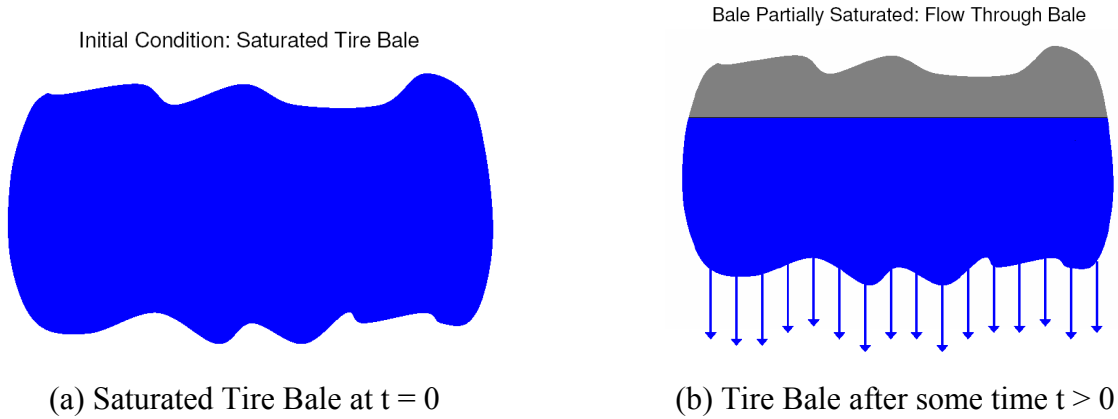 Initial Condition: Saturated Tire Bale
Bale Partially Saturated: Flow Through Bale
(a) Saturated Tire Bale at t = 0
(b) Tire Bale after some time t > 0